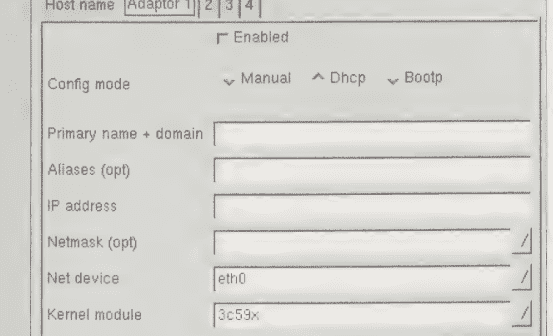 Host name Adaptor 1 2 3 4
Enabled
Config mode Manual Dhcp Bootp
Primary name + domain
Aliases (opt)
IP address
Netmask (opt) /
Net device eth0 /
Kernel module 3c59x /